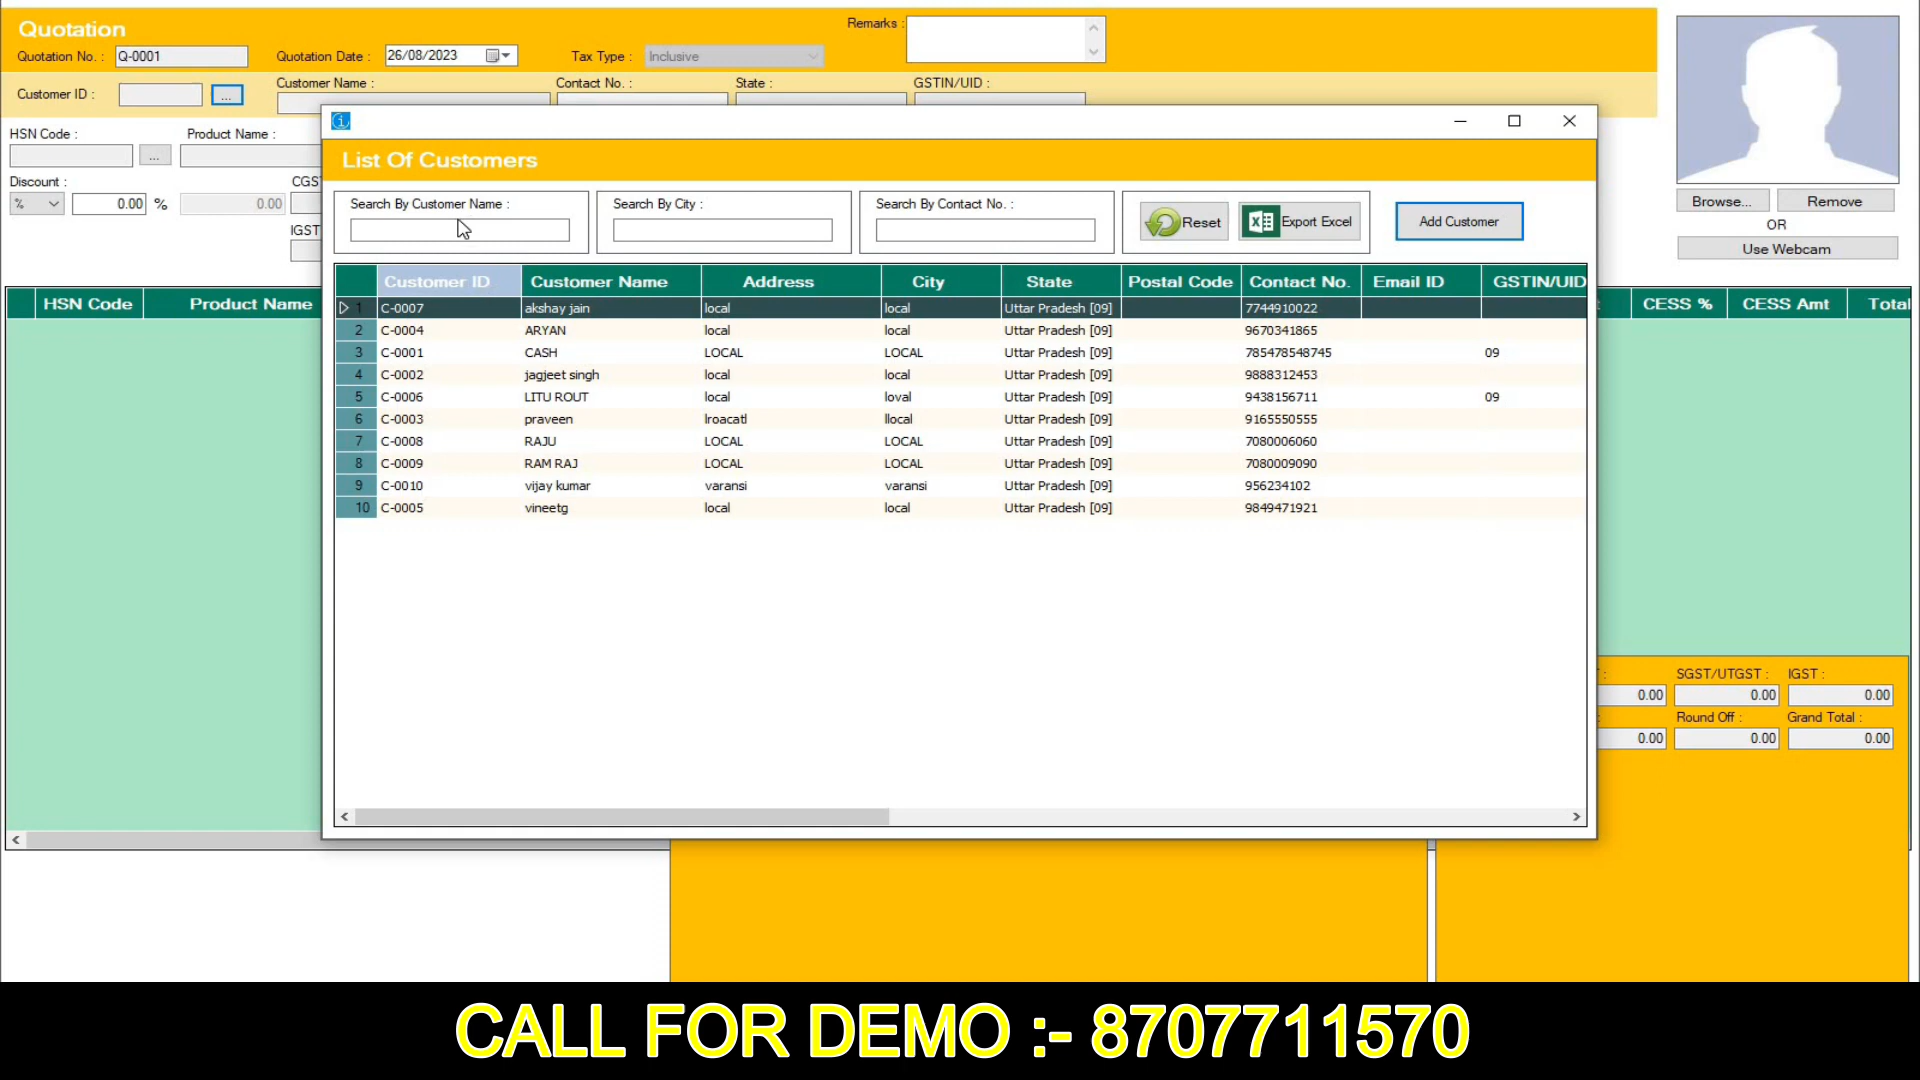 Quotation
Remarks :
Quotation No. : Q-0001 Quotation Date : 26/08/2023 Tax Type : Inclusive
Customer ID : ... Customer Name : Contact No. : State : GSTIN/UID :
HSN Code : Product Name :
...
Discount :
% 0.00 % 0.00
IGST
List Of Customers
Search By Customer Name : Search By City : Search By Contact No. :
Reset Export Excel Add Customer
Customer ID Customer Name Address City State Postal Code Contact No. Email ID GSTIN/UID
1 C-0007 akshay jain local local Uttar Pradesh [09] 7744910022
2 C-0004 ARYAN local local Uttar Pradesh [09] 9670341865
3 C-0001 CASH LOCAL LOCAL Uttar Pradesh [09] 785478548745 09
4 C-0002 jagjeet singh local local Uttar Pradesh [09] 9888312453
5 C-0006 LITU ROUT local loval Uttar Pradesh [09] 9438156711 09
6 C-0003 praveen lroacatl llocal Uttar Pradesh [09] 9165550555
7 C-0008 RAJU LOCAL LOCAL Uttar Pradesh [09] 7080006060
8 C-0009 RAM RAJ LOCAL LOCAL Uttar Pradesh [09] 7080009090
9 C-0010 vijay kumar varansi varansi Uttar Pradesh [09] 956234102
10 C-0005 vineetg local local Uttar Pradesh [09] 9849471921
Browse... Remove
OR
Use Webcam
HSN Code Product Name CESS % CESS Amt Total
SGST/UTGST : IGST :
0.00 0.00 0.00
Round Off : Grand Total :
0.00 0.00 0.00
CALL FOR DEMO :- 8707711570